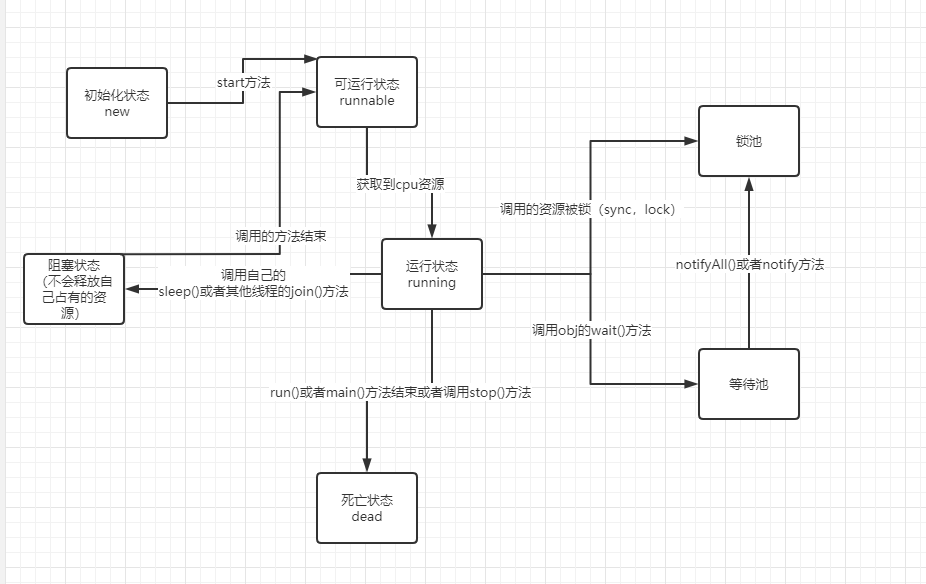 初始化状态
new
start方法
可运行状态
runnable
获取到cpu资源
锁池
调用的资源被锁（sync，lock）
调用的方法结束
运行状态
running
阻塞状态
（不会释放自
己占有的资
源）
调用自己的
sleep()或者其他线程的join()方法
notifyAll()或者notify方法
调用obj的wait()方法
等待池
run()或者main()方法结束或者调用stop()方法
死亡状态
dead